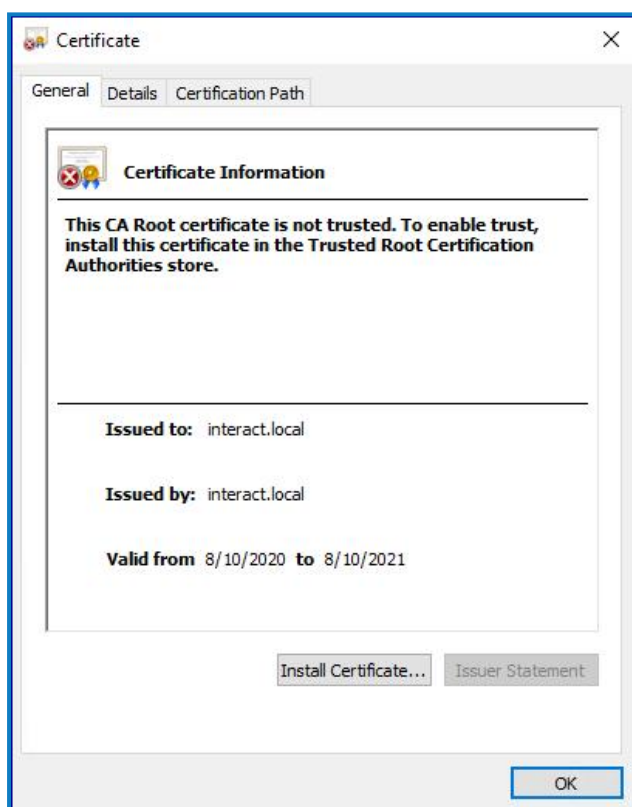 Certificate
General Details Certification Path
Certificate Information
This CA Root certificate is not trusted. To enable trust,
install this certificate in the Trusted Root Certification
Authorities store.
Issued to: interact.local
Issued by: interact.local
Valid from 8/10/2020 to 8/10/2021
Install Certificate... Issuer Statement
OK